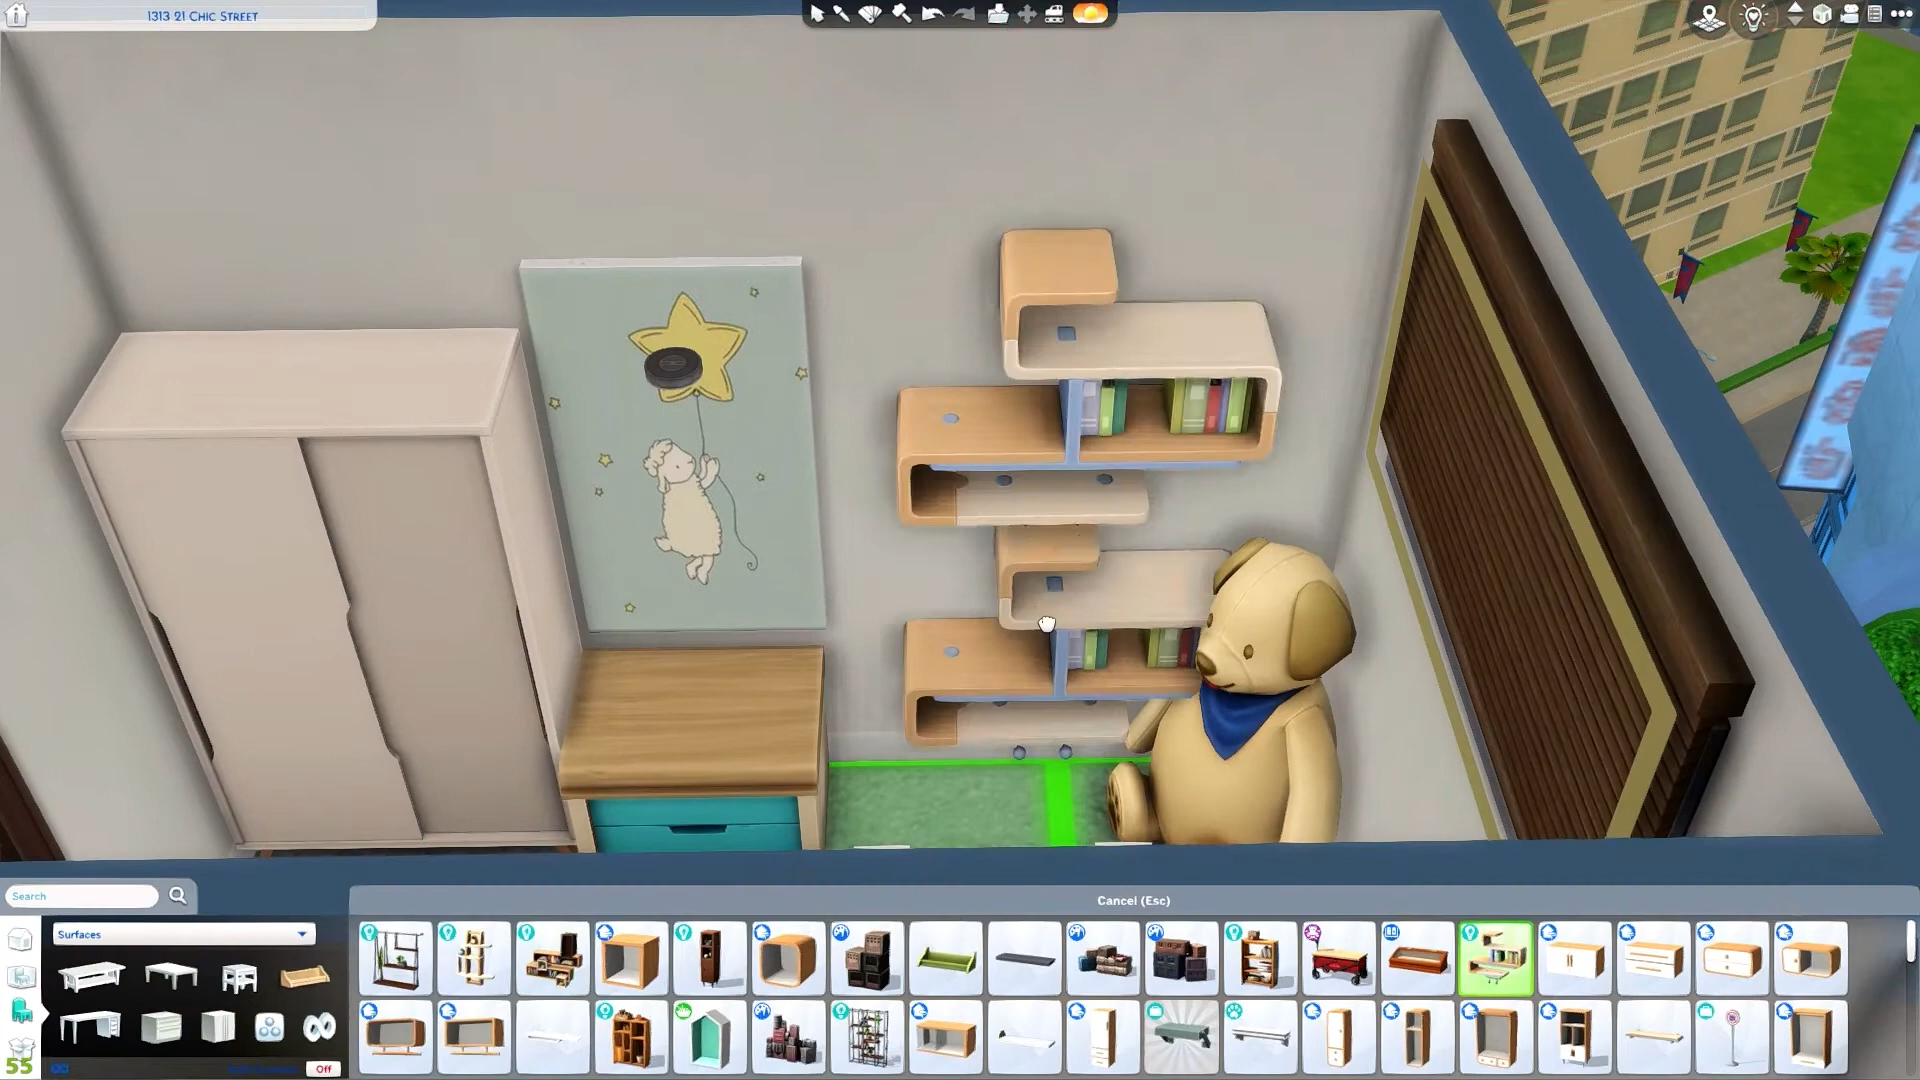 1313 21 Chic Street
Search
Cancel (Esc)
Surfaces
55
Off